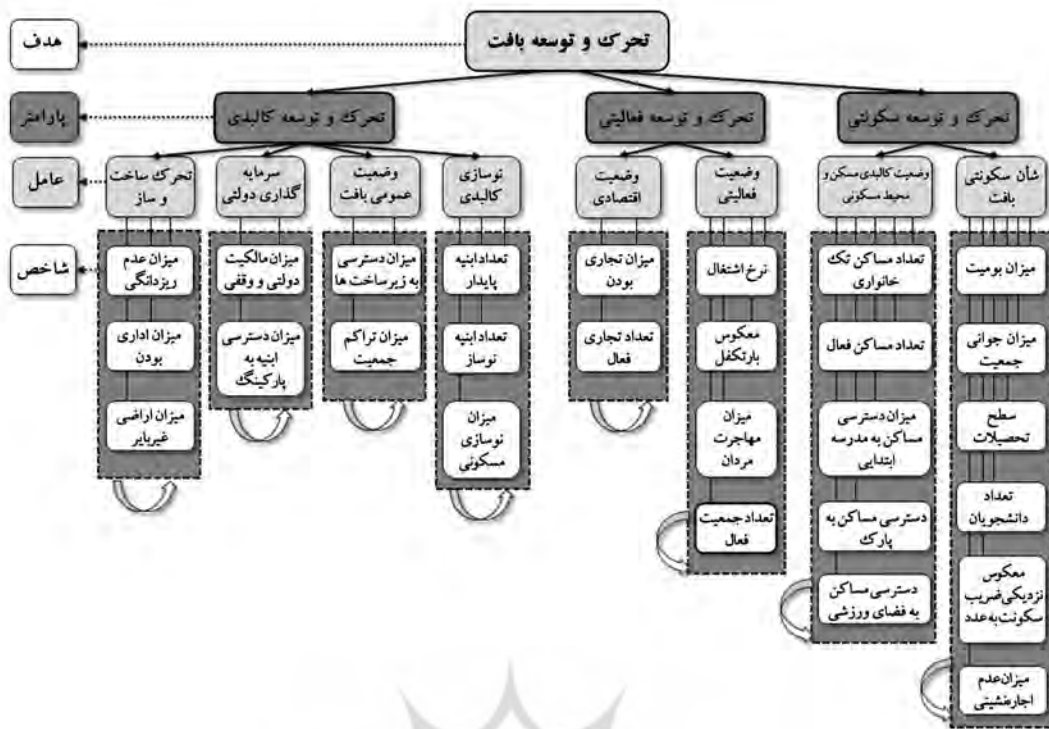 تحرک و توسعه بافت
هدف
تحرک و توسعه سکونتی
تحرک و توسعه فعالیتی
تحرک و توسعه کالبدی
پارامتر
شأن سکونتی
بافت
وضعیت کالبدی مسکن و
محیط مسکونی
وضعیت
فعالیتی
وضعیت
اقتصادی
نوسازی
کالبدی
وضعیت
عمومی بافت
سرمایه
گذاری دولتی
تحرک ساخت
و ساز
عامل
شاخص
میزان بومیت
میزان جوانی
جمعیت
سطح
تحصیلات
تعداد
دانشجویان
معکوس
نزدیکی ضریب
سکونت به عدد
میزان عدم
اجاره‌نشینی
تعداد مساکن تک
خانواری
تعداد مساکن فعال
میزان دسترسی
مساکن به مدرسه
ابتدایی
دسترسی مساکن به
پارک
دسترسی مساکن
به فضای ورزشی
نرخ اشتغال
معکوس
بارتکفل
میزان
مهاجرت
مردان
تعداد جمعیت
فعال
میزان تجاری
بودن
تعداد تجاری
فعال
تعداد ابنیه
پایدار
تعداد ابنیه
نوساز
میزان
نوسازی
مسکونی
میزان دسترسی
به زیرساخت ها
میزان تراکم
جمعیت
میزان مالکیت
دولتی و وقفی
میزان دسترسی
ابنیه به
پارکینگ
میزان عدم
ریزدانگی
میزان اداری
بودن
میزان اراضی
غیربایر